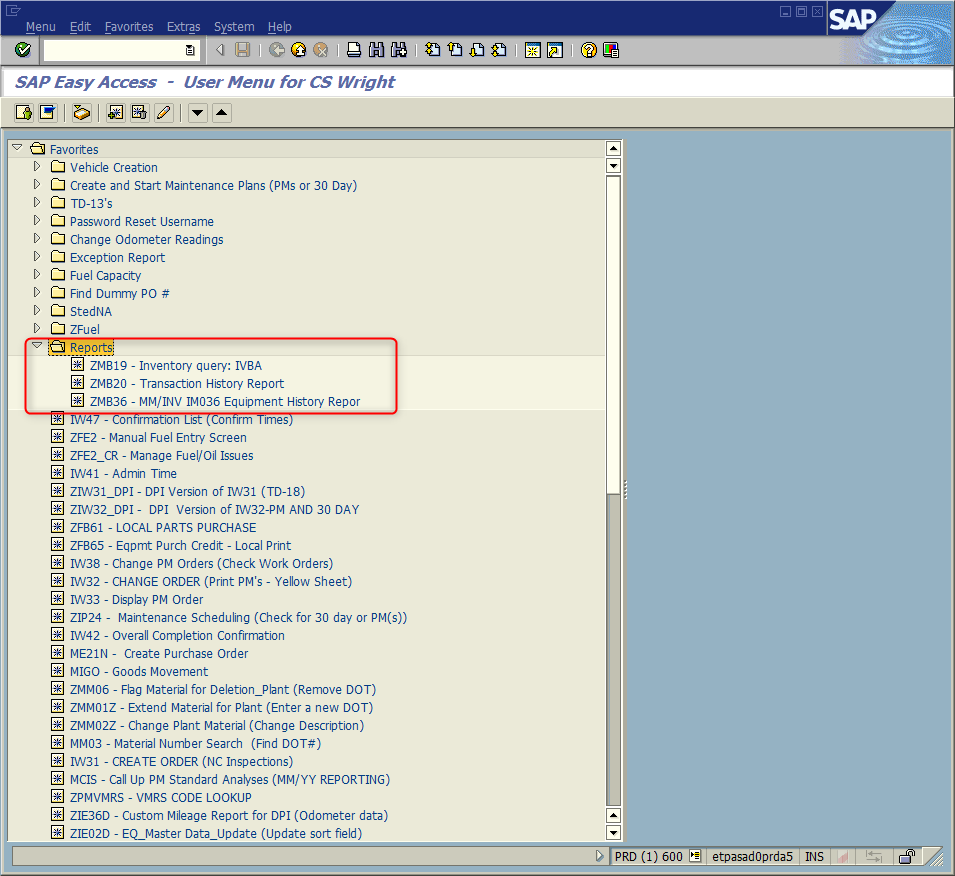 Menu Edit Favorites Extras System Help
SAP
SAP Easy Access - User Menu for CS Wright
Favorites
Vehicle Creation
Create and Start Maintenance Plans (PMs or 30 Day)
TD-13's
Password Reset Username
Change Odometer Readings
Exception Report
Fuel Capacity
Find Dummy PO #
StedNA
ZFuel
Reports
ZMB19 - Inventory query: IVBA
ZMB20 - Transaction History Report
ZMB36 - MM/INV IM036 Equipment History Repor
IW47 - Confirmation List (Confirm Times)
ZFE2 - Manual Fuel Entry Screen
ZFE2_CR - Manage Fuel/Oil Issues
IW41 - Admin Time
ZIW31_DPI - DPI Version of IW31 (TD-18)
ZIW32_DPI - DPI Version of IW32-PM AND 30 DAY
ZFB61 - LOCAL PARTS PURCHASE
ZFB65 - Eqpmt Purch Credit - Local Print
IW38 - Change PM Orders (Check Work Orders)
IW32 - CHANGE ORDER (Print PM's - Yellow Sheet)
IW33 - Display PM Order
ZIP24 - Maintenance Scheduling (Check for 30 day or PM(s))
IW42 - Overall Completion Confirmation
ME21N - Create Purchase Order
MIGO - Goods Movement
ZMM06 - Flag Material for Deletion_Plant (Remove DOT)
ZMM01Z - Extend Material for Plant (Enter a new DOT)
ZMM02Z - Change Plant Material (Change Description)
MM03 - Material Number Search (Find DOT#)
IW31 - CREATE ORDER (NC Inspections)
MCIS - Call Up PM Standard Analyses (MM/YY REPORTING)
ZPMVMRS - VMRS CODE LOOKUP
ZIE36D - Custom Mileage Report for DPI (Odometer data)
ZIE02D - EQ_Master Data_Update (Update sort field)
PRD (1) 600 etpasad0prda5 INS